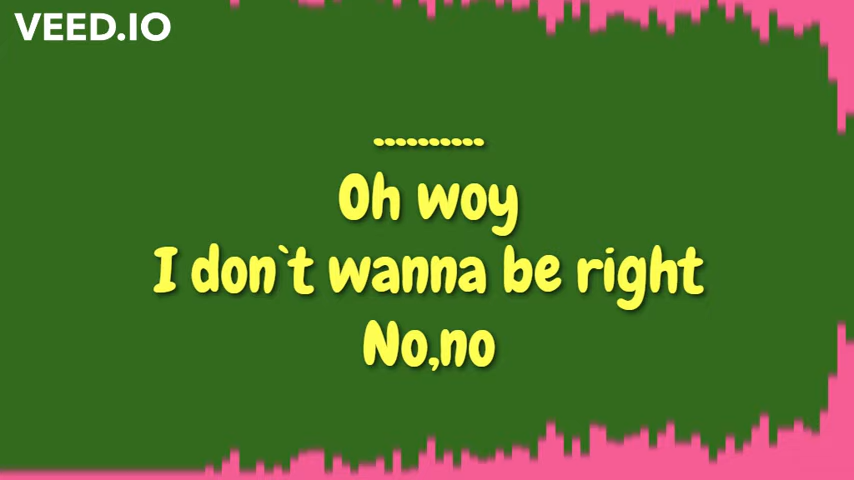 VEED.IO
..........
Oh woy
I don`t wanna be right
No,no